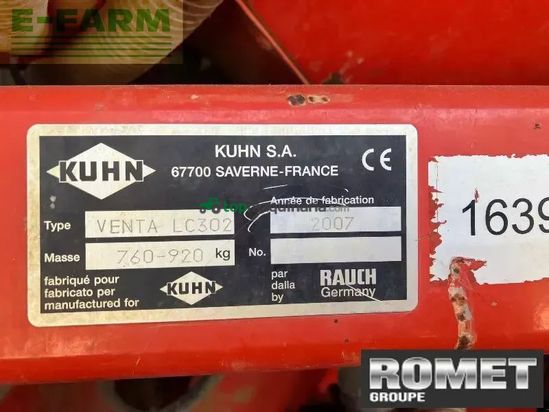 E-FARM
KUHN
KUHN S.A.
67700 SAVERNE-FRANCE
CE
Année de fabrication
Type VENTA LC302
2007
Masse 760-920 kg
No.
fabriqué pour
fabricato per
manufactured for
KUHN
par
dalla
by
RAUCH
Germany
1639
ROMET
GROUPE